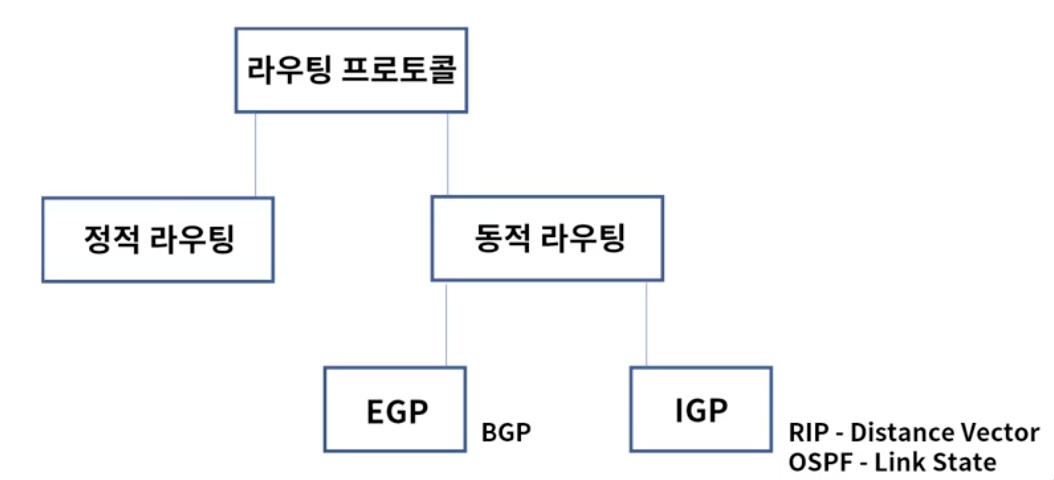 라우팅 프로토콜
정적 라우팅
동적 라우팅
EGP
BGP
IGP
RIP - Distance Vector
OSPF - Link State